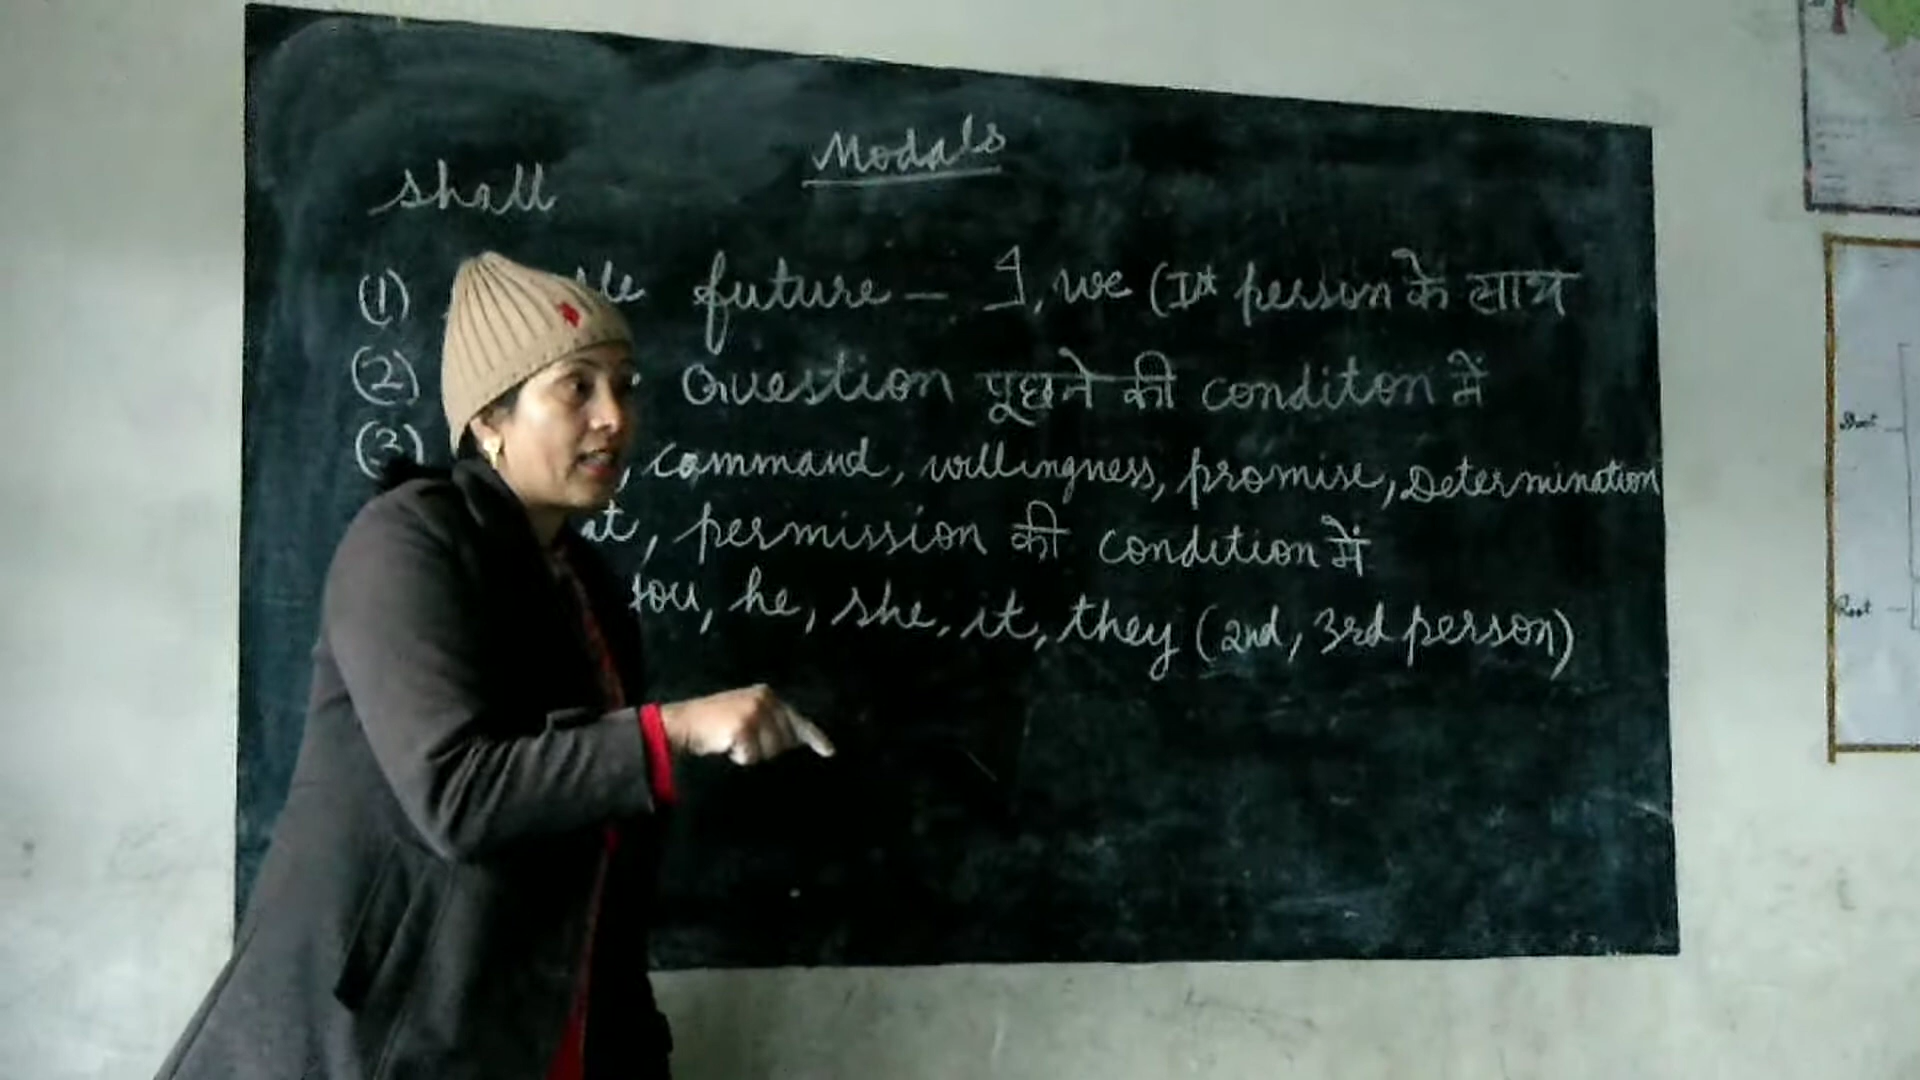 Modals
shall
(1) future – I, we (Ist person के साथ
(2) Question पूछने की conditon में
(3) , command, willingness, promise, Determination
, permission की condition में
you, he, she, it, they (2nd, 3rd person)
Root